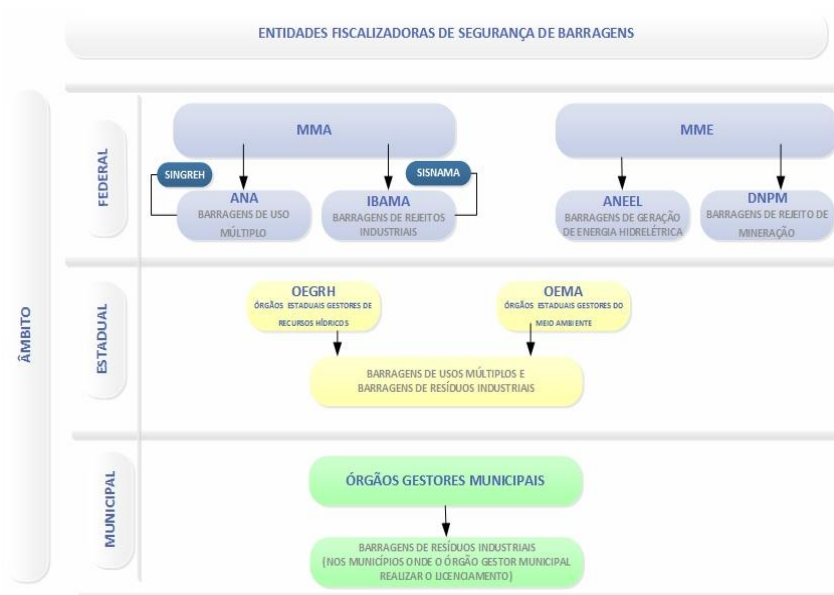 ENTIDADES FISCALIZADORAS DE SEGURANÇA DE BARRAGENS
ÂMBITO
FEDERAL
MMA
MME
SINGREH
SISNAMA
ANA
BARRAGENS DE USO
MÚLTIPLO
IBAMA
BARRAGENS DE REJEITOS
INDUSTRIAIS
ANEEL
BARRAGENS DE GERAÇÃO
DE ENERGIA HIDRELÉTRICA
DNPM
BARRAGENS DE REJEITO DE
MINERAÇÃO
ESTADUAL
OEGRH
ÓRGÃOS ESTADUAIS GESTORES DE
RECURSOS HÍDRICOS
OEMA
ÓRGÃOS ESTADUAIS GESTORES DO
MEIO AMBIENTE
BARRAGENS DE USOS MÚLTIPLOS E
BARRAGENS DE RESÍDUOS INDUSTRIAIS
MUNICIPAL
ÓRGÃOS GESTORES MUNICIPAIS
BARRAGENS DE RESÍDUOS INDUSTRIAIS
(NOS MUNICÍPIOS ONDE O ÓRGÃO GESTOR MUNICIPAL
REALIZAR O LICENCIAMENTO)